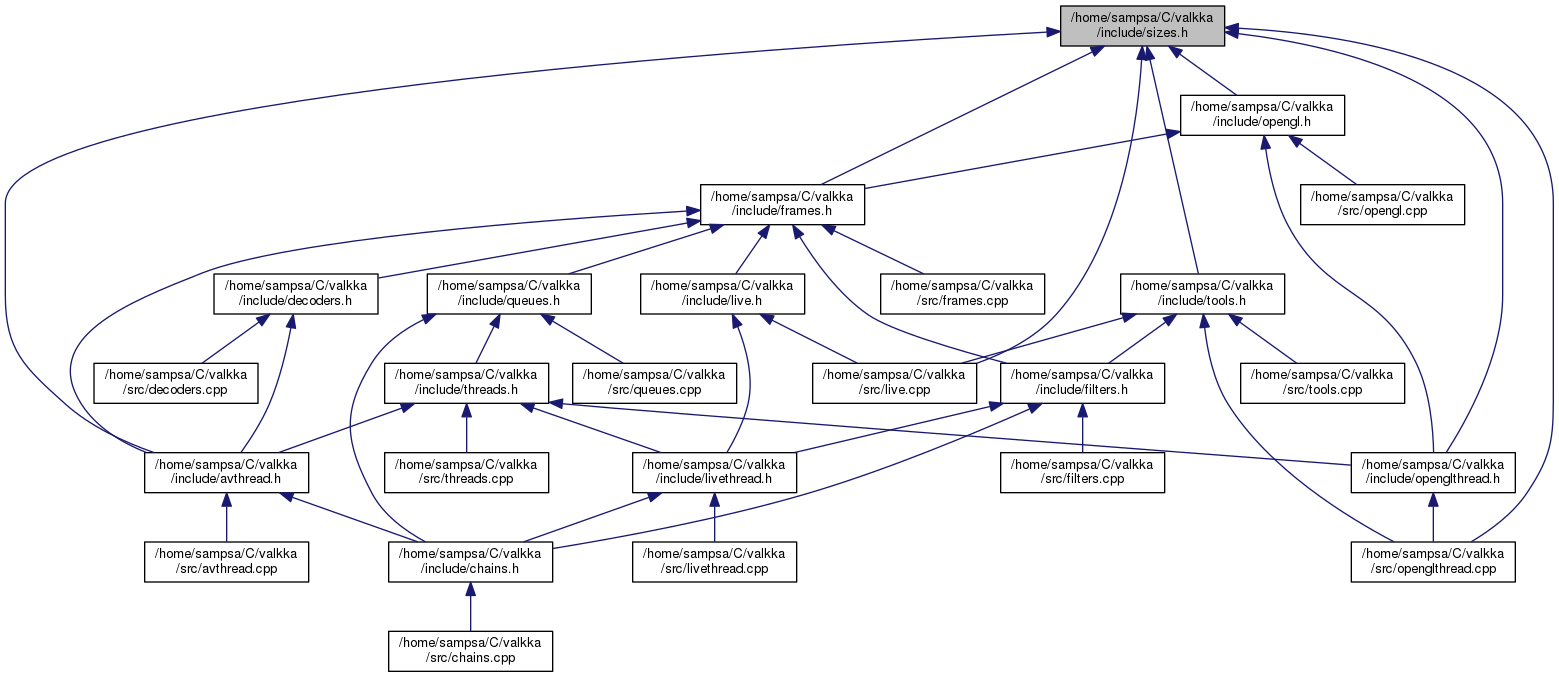 /home/sampsa/C/valkka
/include/sizes.h
/home/sampsa/C/valkka
/include/opengl.h
/home/sampsa/C/valkka
/include/frames.h
/home/sampsa/C/valkka
/src/opengl.cpp
/home/sampsa/C/valkka
/include/decoders.h
/home/sampsa/C/valkka
/include/queues.h
/home/sampsa/C/valkka
/include/live.h
/home/sampsa/C/valkka
/src/frames.cpp
/home/sampsa/C/valkka
/include/tools.h
/home/sampsa/C/valkka
/src/decoders.cpp
/home/sampsa/C/valkka
/include/threads.h
/home/sampsa/C/valkka
/src/queues.cpp
/home/sampsa/C/valkka
/src/live.cpp
/home/sampsa/C/valkka
/include/filters.h
/home/sampsa/C/valkka
/src/tools.cpp
/home/sampsa/C/valkka
/include/avthread.h
/home/sampsa/C/valkka
/src/threads.cpp
/home/sampsa/C/valkka
/include/livethread.h
/home/sampsa/C/valkka
/src/filters.cpp
/home/sampsa/C/valkka
/include/openglthread.h
/home/sampsa/C/valkka
/src/avthread.cpp
/home/sampsa/C/valkka
/include/chains.h
/home/sampsa/C/valkka
/src/livethread.cpp
/home/sampsa/C/valkka
/src/openglthread.cpp
/home/sampsa/C/valkka
/src/chains.cpp